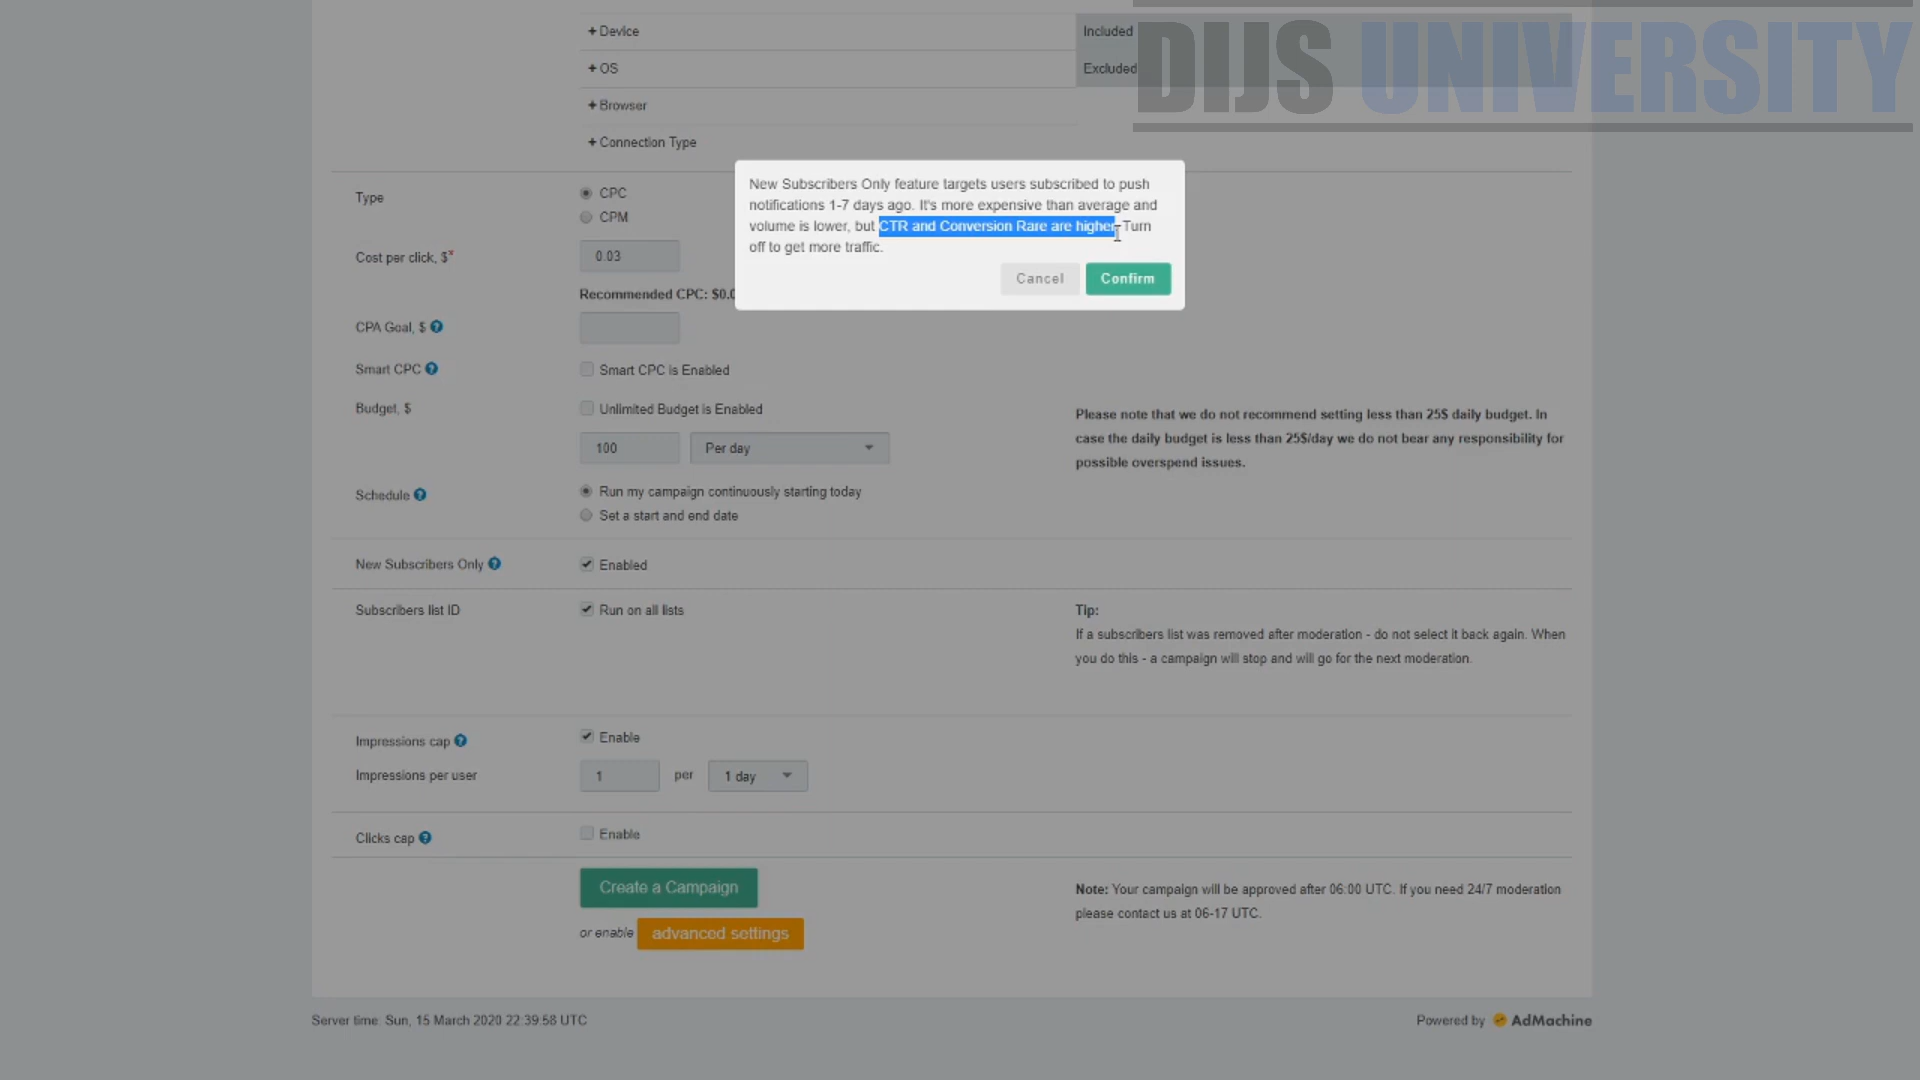 DIJS UNIVERSITY
+ Device
Included
+ OS
Excluded
+ Browser
+ Connection Type
New Subscribers Only feature targets users subscribed to push
notifications 1-7 days ago. It's more expensive than average and
volume is lower, but CTR and Conversion Rare are higher. Turn
off to get more traffic.
Cancel Confirm
Type
CPC
CPM
Cost per click, $*
0.03
Recommended CPC:
CPA Goal, $
Smart CPC
Smart CPC is Enabled
Budget, $
Unlimited Budget is Enabled
100 Per day
Please note that we do not recommend setting less than 25$ daily budget. In
case the daily budget is less than 25$/day we do not bear any responsibility for
possible overspend issues.
Schedule
Run my campaign continuously starting today
Set a start and end date
New Subscribers Only
Enabled
Subscribers list ID
Run on all lists
Tip:
If a subscribers list was removed after moderation - do not select it back again. When
you do this - a campaign will stop and will go for the next moderation.
Impressions cap
Enable
Impressions per user
1 per 1 day
Clicks cap
Enable
Create a Campaign
or enable advanced settings
Note: Your campaign will be approved after 06:00 UTC. If you need 24/7 moderation
please contact us at 06-17 UTC.
Server time: Sun, 15 March 2020 22:39:58 UTC
Powered by AdMachine